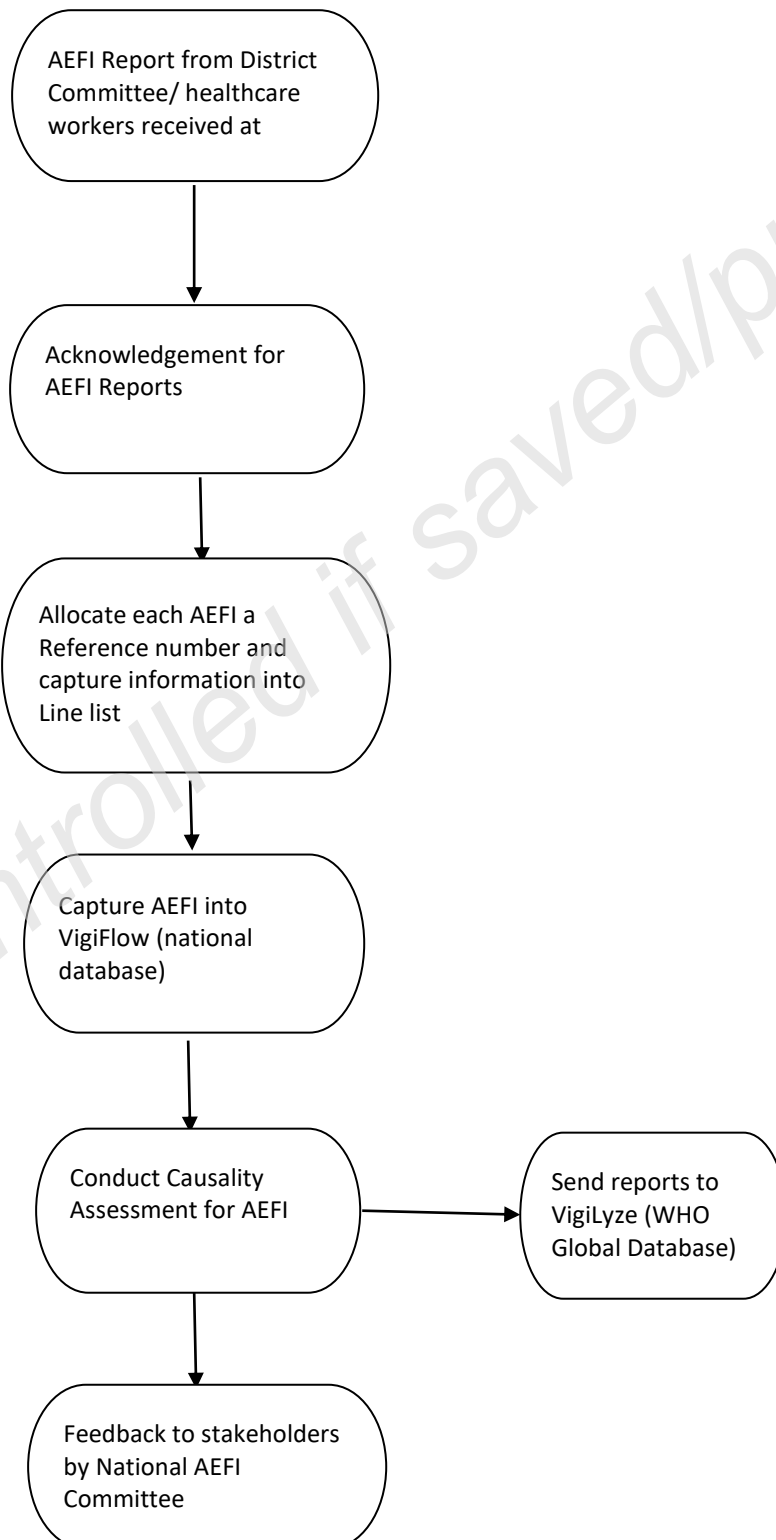 AEFI Report from District
Committee/ healthcare
workers received at
Acknowledgement for
AEFI Reports
Allocate each AEFI a
Reference number and
capture information into
Line list
Capture AEFI into
VigiFlow (national
database)
Conduct Causality
Assessment for AEFI
Send reports to
VigiLyze (WHO
Global Database)
Feedback to stakeholders
by National AEFI
Committee
if saved/